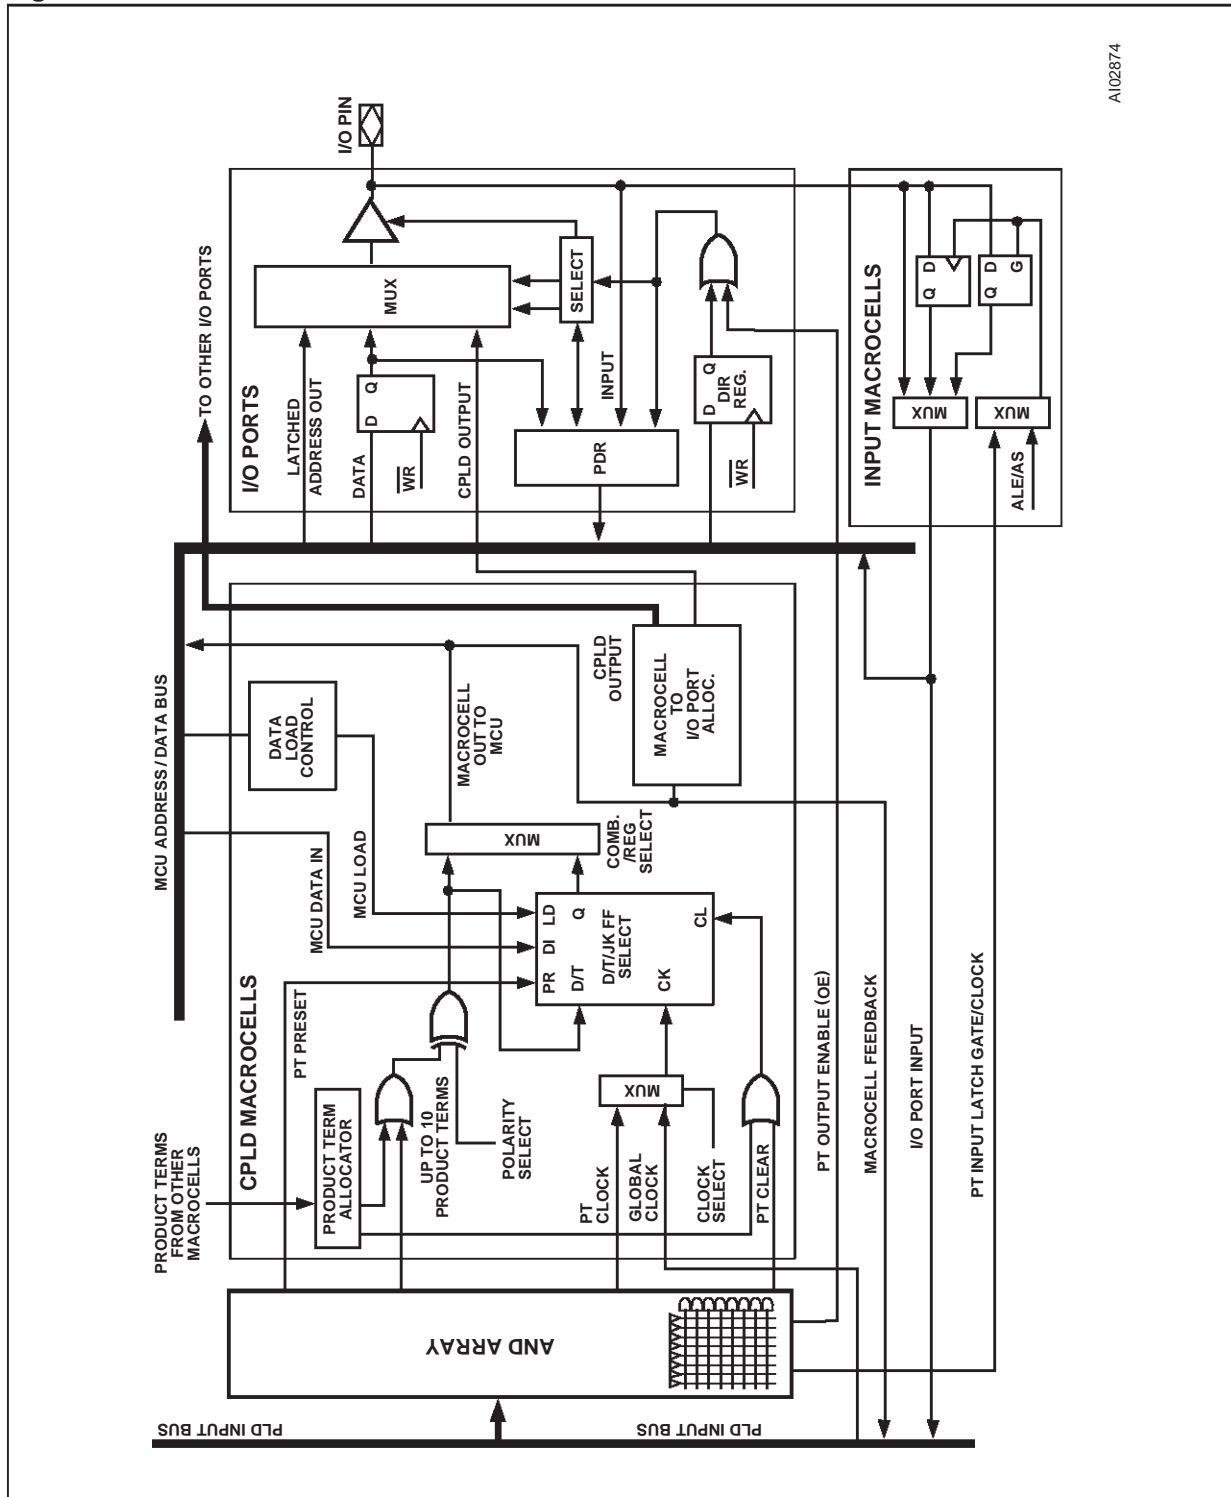 AI02874
I/O PIN
TO OTHER I/O PORTS
I/O PORTS
LATCHED
ADDRESS OUT
DATA
WR
CPLD OUTPUT
D Q
MUX
SELECT
INPUT
PDR
D Q
DIR
REG.
WR
INPUT MACROCELLS
Q D
Q D
G
MUX
MUX
ALE/AS
MCU ADDRESS / DATA BUS
DATA
LOAD
CONTROL
MACROCELL
OUT TO
MCU
CPLD
OUTPUT
MACROCELL
TO
I/O PORT
ALLOC.
MCU DATA IN
MCU LOAD
MUX
COMB.
/REG
SELECT
CPLD MACROCELLS
PT PRESET
PR DI LD
D/T Q
D/T/JK FF
SELECT
CK
CL
PRODUCT TERMS
FROM OTHER
MACROCELLS
PRODUCT TERM
ALLOCATOR
UP TO 10
PRODUCT TERMS
POLARITY
SELECT
PT
CLOCK
GLOBAL
CLOCK
MUX
CLOCK
SELECT
PT CLEAR
PT OUTPUT ENABLE (OE)
MACROCELL FEEDBACK
I/O PORT INPUT
PT INPUT LATCH GATE/CLOCK
AND ARRAY
PLD INPUT BUS
PLD INPUT BUS